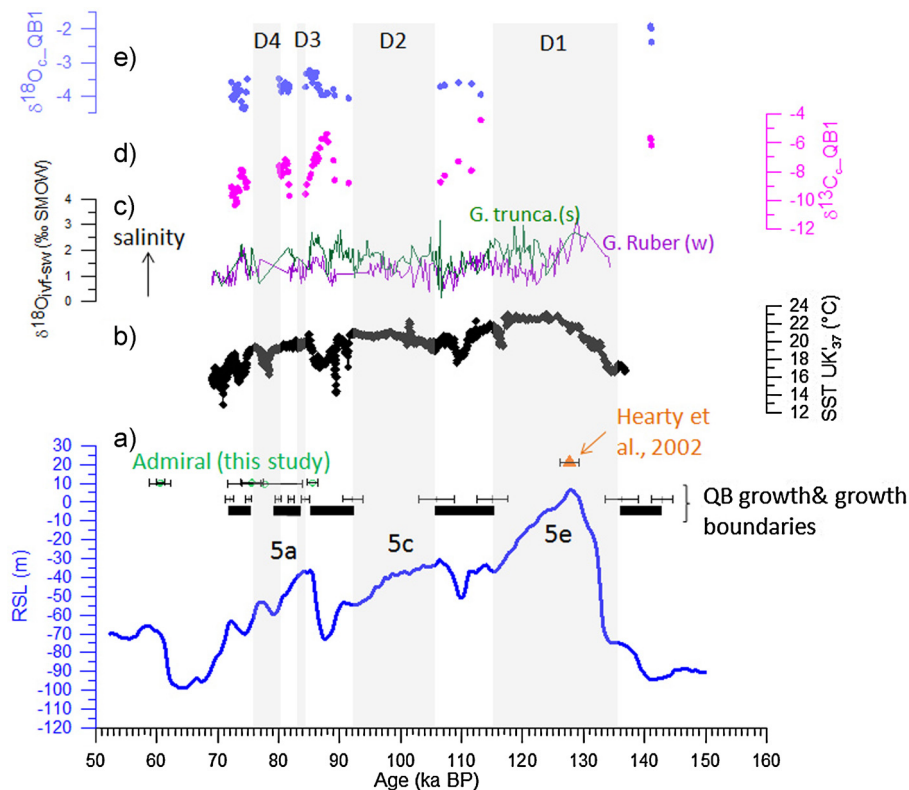 D4 D3 D2 D1
e)
δ18Oc_QB1
-2
-3
-4
d)
-4
-6
-8
-10
-12
δ13Cc_QB1
c)
δ18Oivf-sw (‰ SMOW)
4
3
2
1
0
salinity
G. trunca.(s)
G. Ruber (w)
b)
24
22
20
18
16
14
12
SST UK'37 (°C)
a)
Hearty et
al., 2002
Admiral (this study)
QB growth& growth
boundaries
5a 5c 5e
RSL (m)
30
20
10
0
-10
-20
-30
-40
-50
-60
-70
-80
-90
-100
-110
-120
50 60 70 80 90 100 110 120 130 140 150 160
Age (ka BP)